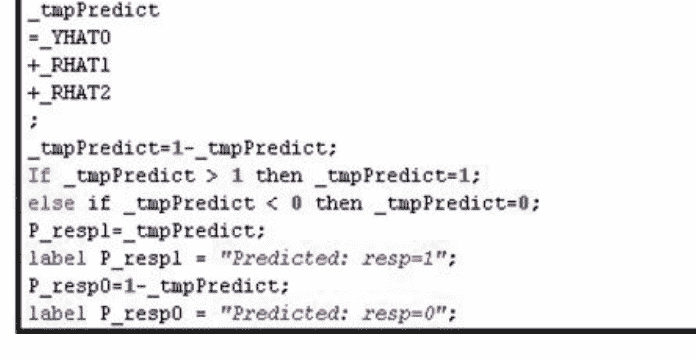 _tmpPredict
=_YHAT0
+_RHAT1
+_RHAT2
;
_tmpPredict=1-_tmpPredict;
If _tmpPredict > 1 then _tmpPredict=1;
else if _tmpPredict < 0 then _tmpPredict=0;
P_resp1=_tmpPredict;
label P_resp1 = "Predicted: resp=1";
P_resp0=1-_tmpPredict;
label P_resp0 = "Predicted: resp=0";